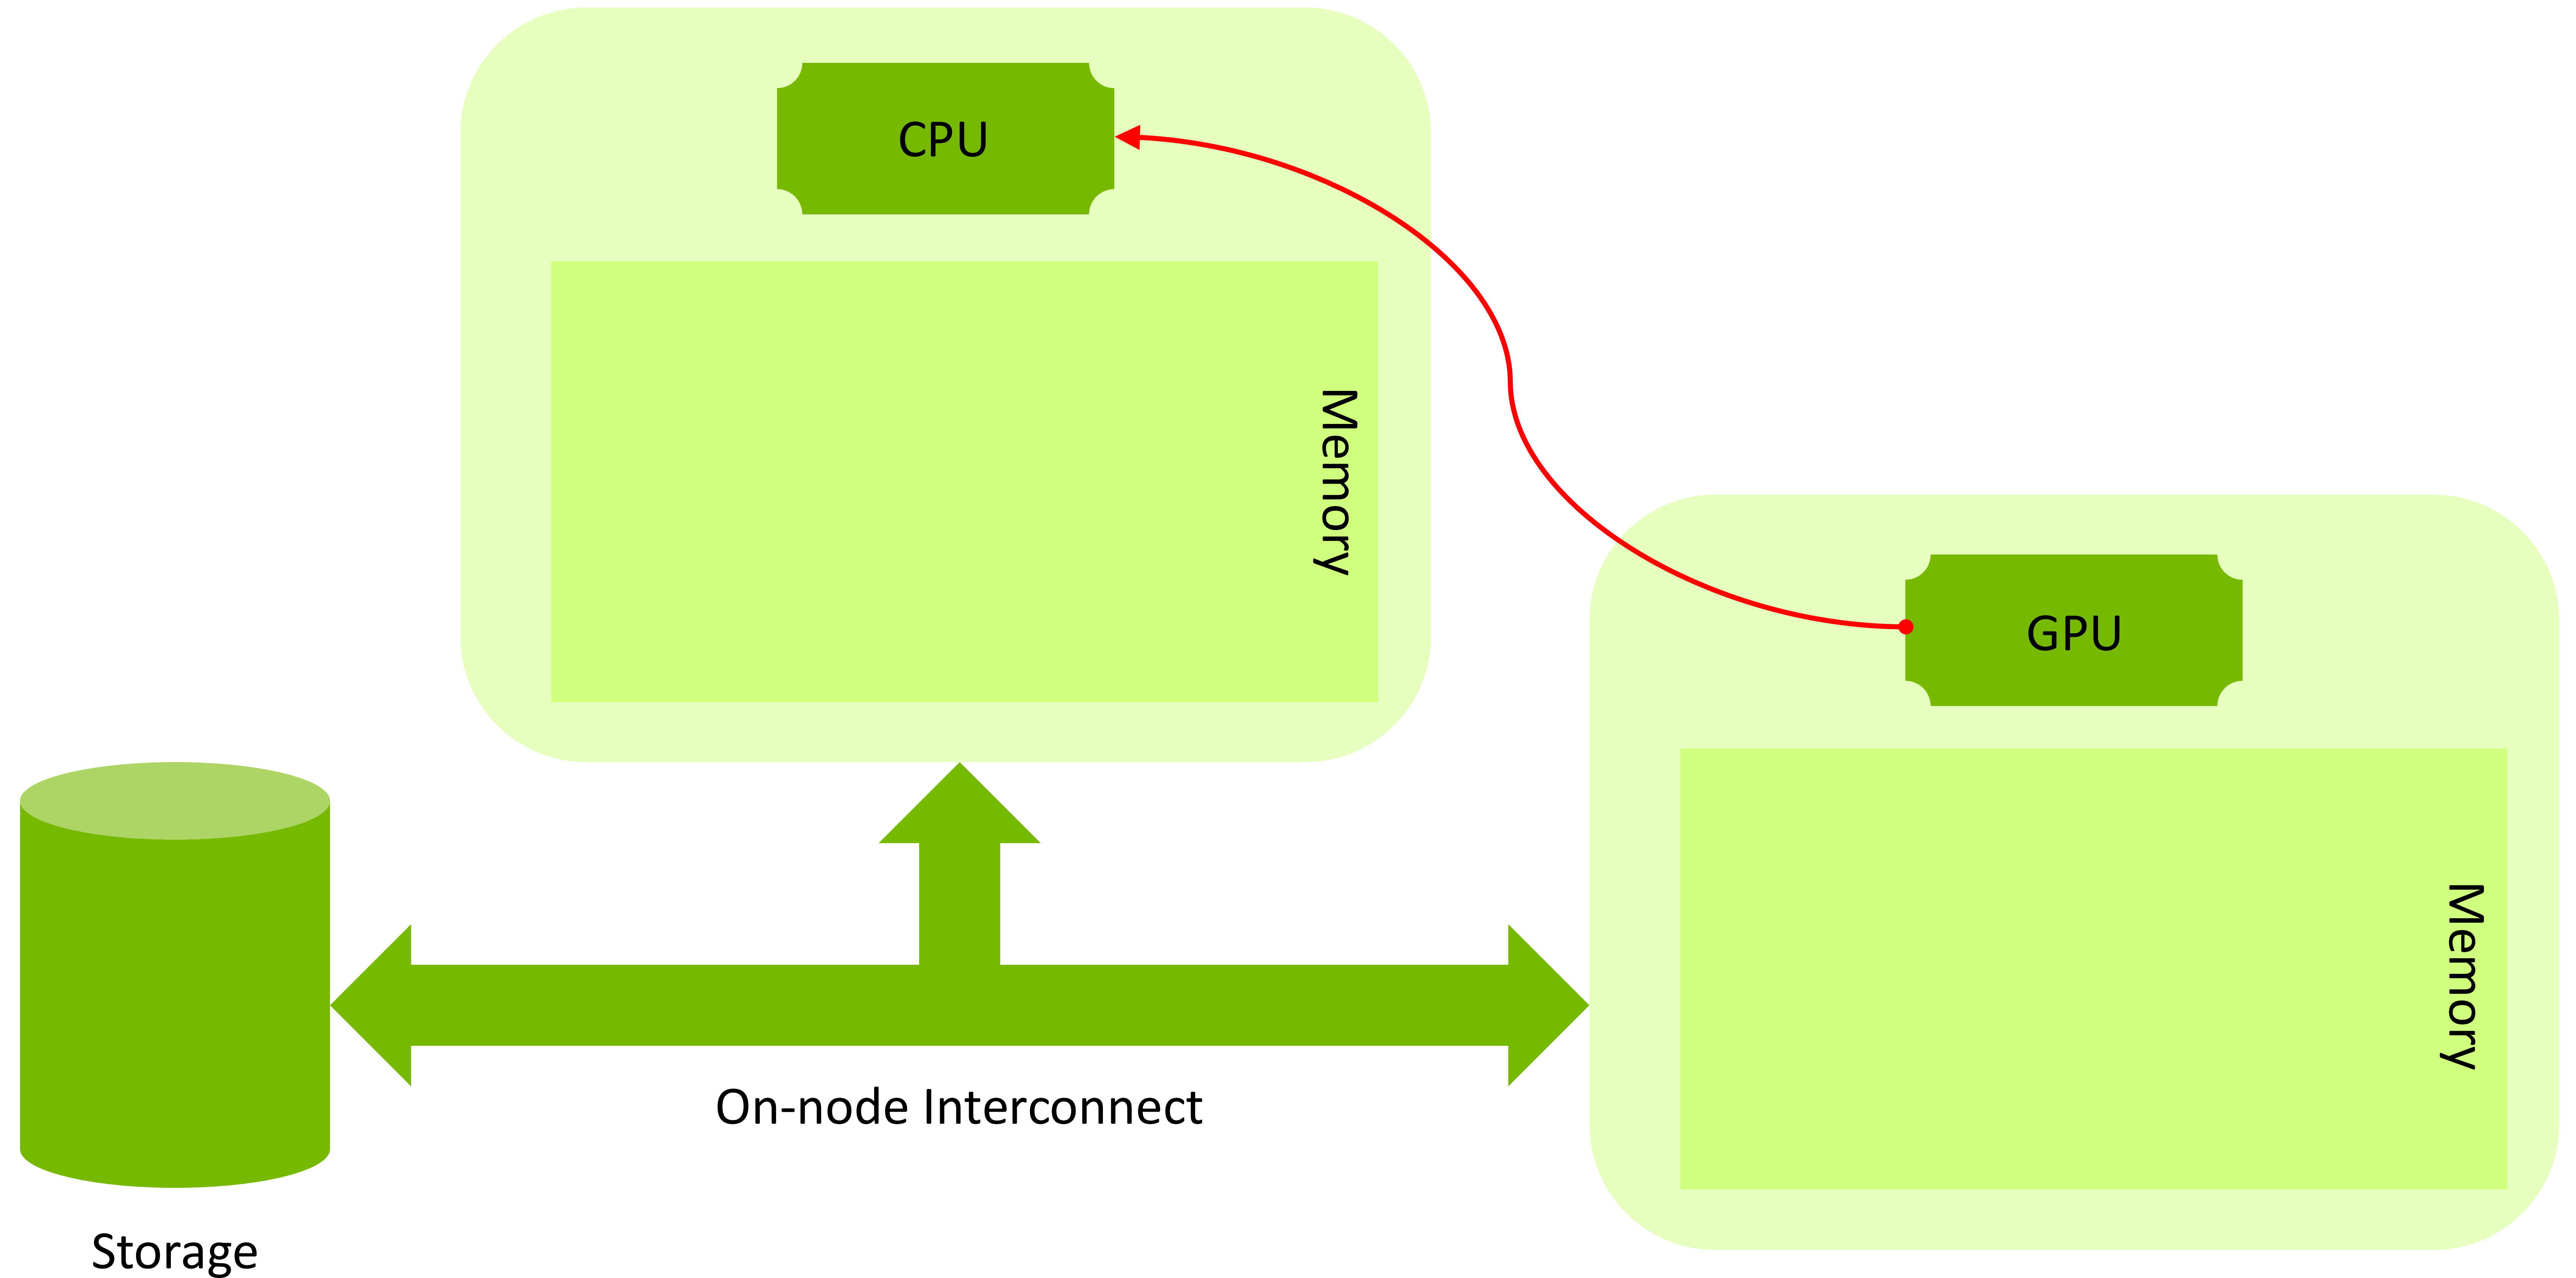 CPU
Memory
GPU
Memory
On-node Interconnect
Storage